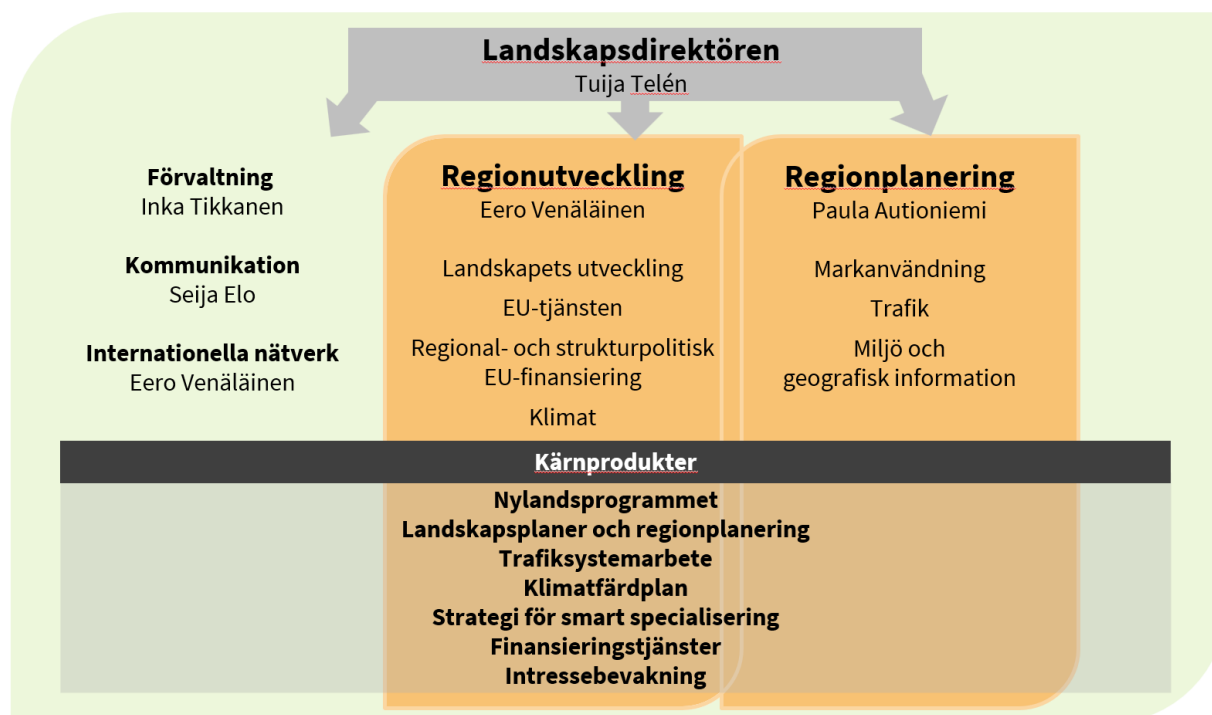 Landskapsdirektören
Tuija Telén
Förvaltning
Inka Tikkanen
Kommunikation
Seija Elo
Internationella nätverk
Eero Venäläinen
Regionutveckling
Eero Venäläinen
Landskapets utveckling
EU-tjänsten
Regional- och strukturpolitisk
EU-finansiering
Klimat
Regionplanering
Paula Autioniemi
Markanvändning
Trafik
Miljö och
geografisk information
Kärnprodukter
Nylandsprogrammet
Landskapsplaner och regionplanering
Trafiksystemarbete
Klimatfärdplan
Strategi för smart specialisering
Finansieringstjänster
Intressebevakning